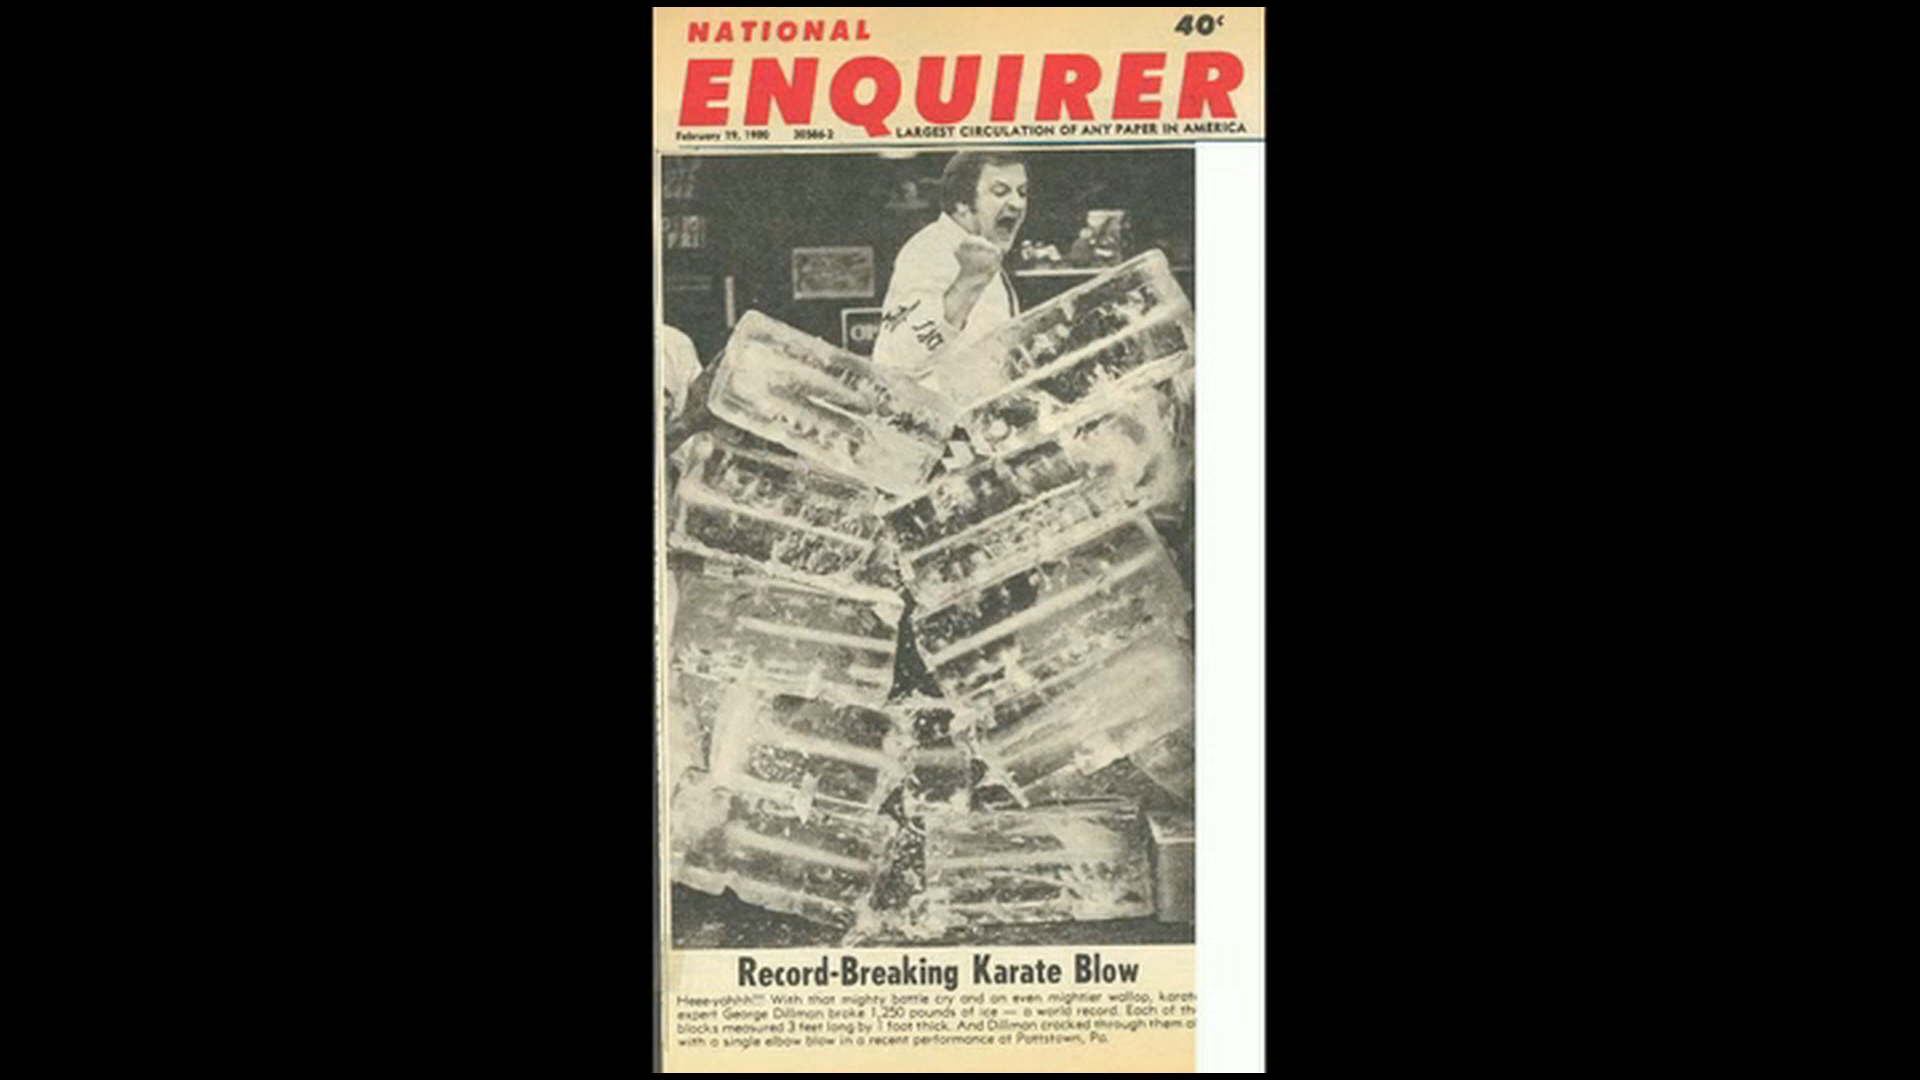 NATIONAL
40¢
ENQUIRER
February 19, 1980 30586-2 LARGEST CIRCULATION OF ANY PAPER IN AMERICA
Record-Breaking Karate Blow
Heee-yahhh!!! With that mighty battle cry and an even mightier wallop, karate
expert George Dillman broke 1,250 pounds of ice — a world record. Each of the
blocks measured 3 feet long by 1 foot thick. And Dillman cracked through them
with a single elbow blow in a recent performance at Pottstown, Pa.